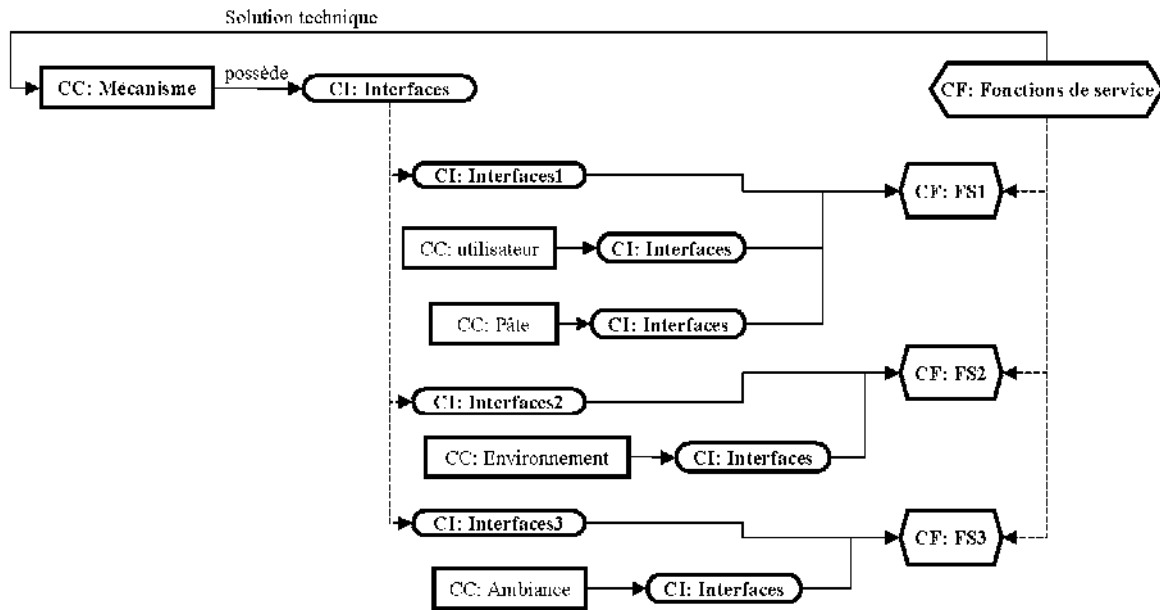 Solution technique
CC: Mécanisme
possède
CI: Interfaces
CF: Fonctions de service
CI: Interfaces1
CF: FS1
CC: utilisateur
CI: Interfaces
CC: Pâte
CI: Interfaces
CF: FS2
CI: Interfaces2
CC: Environnement
CI: Interfaces
CI: Interfaces3
CF: FS3
CC: Ambiance
CI: Interfaces